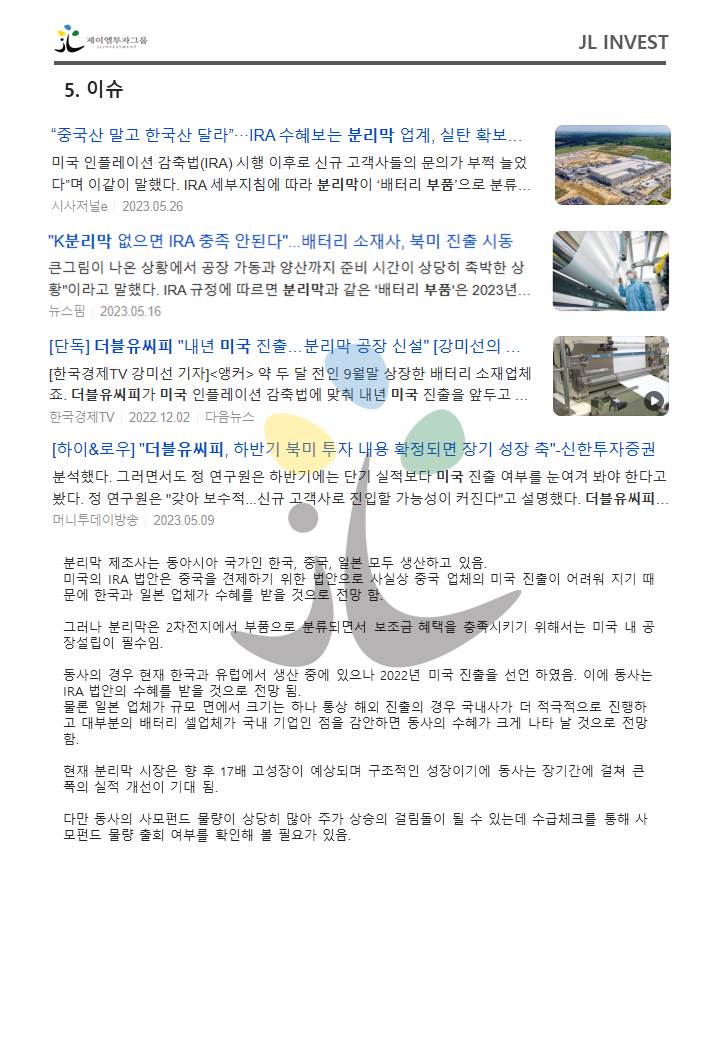 제이엘투자그룹
JL INVESTMENT
JL INVEST
5. 이슈
“중국산 말고 한국산 달라”…IRA 수혜보는 분리막 업계, 실탄 확보...
미국 인플레이션 감축법(IRA) 시행 이후로 신규 고객사들의 문의가 부쩍 늘었
다”며 이같이 말했다. IRA 세부지침에 따라 분리막이 ‘배터리 부품’으로 분류...
시사저널e 2023.05.26
"K분리막 없으면 IRA 충족 안된다"...배터리 소재사, 북미 진출 시동
큰그림이 나온 상황에서 공장 가동과 양산까지 준비 시간이 상당히 촉박한 상
황"이라고 말했다. IRA 규정에 따르면 분리막과 같은 '배터리 부품'은 2023년...
뉴스핌 2023.05.16
[단독] 더블유씨피 "내년 미국 진출…분리막 공장 신설" [강미선의 ...
[한국경제TV 강미선 기자]<앵커> 약 두 달 전인 9월말 상장한 배터리 소재업체
죠. 더블유씨피가 미국 인플레이션 감축법에 맞춰 내년 미국 진출을 앞두고 ...
한국경제TV 2022.12.02 다음뉴스
[하이&로우] "더블유씨피, 하반기 북미 투자 내용 확정되면 장기 성장 축"-신한투자증권
분석했다. 그러면서도 정 연구원은 하반기에는 단기 실적보다 미국 진출 여부를 눈여겨 봐야 한다고
봤다. 정 연구원은 "갖아 보수적...신규 고객사로 진입할 가능성이 커진다"고 설명했다. 더블유씨피...
머니투데이방송 2023.05.09
분리막 제조사는 동아시아 국가인 한국, 중국, 일본 모두 생산하고 있음.
미국의 IRA 법안은 중국을 견제하기 위한 법안으로 사실상 중국 업체의 미국 진출이 어려워 지기 때
문에 한국과 일본 업체가 수혜를 받을 것으로 전망 함.
그러나 분리막은 2차전지에서 부품으로 분류되면서 보조금 혜택을 충족시키기 위해서는 미국 내 공
장설립이 필수임.
동사의 경우 현재 한국과 유럽에서 생산 중에 있으나 2022년 미국 진출을 선언 하였음. 이에 동사는
IRA 법안의 수혜를 받을 것으로 전망 됨.
물론 일본 업체가 규모 면에서 크기는 하나 통상 해외 진출의 경우 국내사가 더 적극적으로 진행하
고 대부분의 배터리 셀업체가 국내 기업인 점을 감안하면 동사의 수혜가 크게 나타 날 것으로 전망
함.
현재 분리막 시장은 향 후 17배 고성장이 예상되며 구조적인 성장이기에 동사는 장기간에 걸쳐 큰
폭의 실적 개선이 기대 됨.
다만 동사의 사모펀드 물량이 상당히 많아 주가 상승의 걸림돌이 될 수 있는데 수급체크를 통해 사
모펀드 물량 출회 여부를 확인해 볼 필요가 있음.